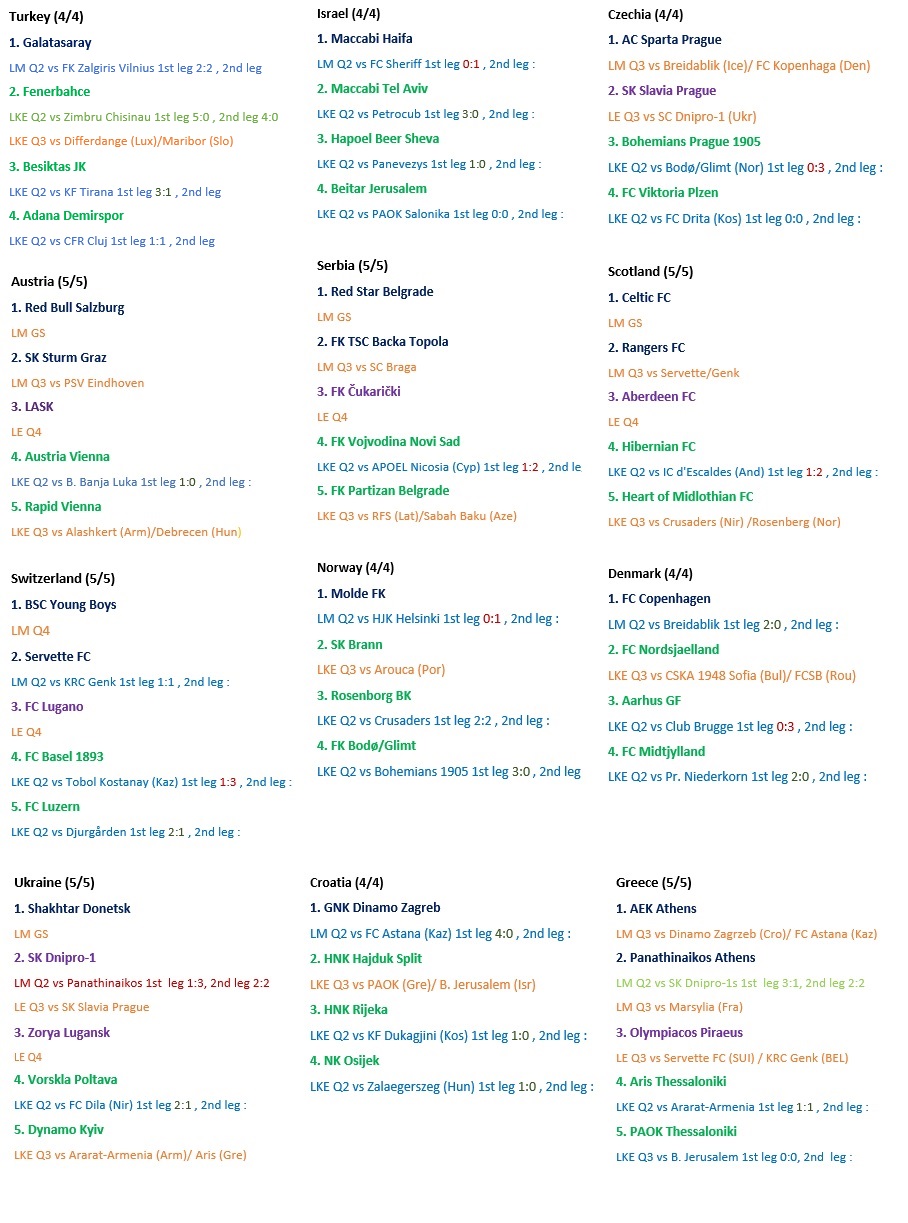 Turkey (4/4)
1. Galatasaray
LM Q2 vs FK Zalgiris Vilnius 1st leg 2:2 , 2nd leg
2. Fenerbahce
LKE Q2 vs Zimbru Chisinau 1st leg 5:0 , 2nd leg 4:0
LKE Q3 vs Differdange (Lux)/Maribor (Slo)
3. Besiktas JK
LKE Q2 vs KF Tirana 1st leg 3:1 , 2nd leg
4. Adana Demirspor
LKE Q2 vs CFR Cluj 1st leg 1:1 , 2nd leg
Israel (4/4)
1. Maccabi Haifa
LM Q2 vs FC Sheriff 1st leg 0:1 , 2nd leg :
2. Maccabi Tel Aviv
LKE Q2 vs Petrocub 1st leg 3:0 , 2nd leg :
3. Hapoel Beer Sheva
LKE Q2 vs Panevezys 1st leg 1:0 , 2nd leg :
4. Beitar Jerusalem
LKE Q2 vs PAOK Salonika 1st leg 0:0 , 2nd leg :
Czechia (4/4)
1. AC Sparta Prague
LM Q3 vs Breidablik (Ice)/ FC Kopenhaga (Den)
2. SK Slavia Prague
LE Q3 vs SC Dnipro-1 (Ukr)
3. Bohemians Prague 1905
LKE Q2 vs Bodø/Glimt (Nor) 1st leg 0:3 , 2nd leg :
4. FC Viktoria Plzen
LKE Q2 vs FC Drita (Kos) 1st leg 0:0 , 2nd leg :
Austria (5/5)
1. Red Bull Salzburg
LM GS
2. SK Sturm Graz
LM Q3 vs PSV Eindhoven
3. LASK
LE Q4
4. Austria Vienna
LKE Q2 vs B. Banja Luka 1st leg 1:0 , 2nd leg :
5. Rapid Vienna
LKE Q3 vs Alashkert (Arm)/Debrecen (Hun)
Serbia (5/5)
1. Red Star Belgrade
LM GS
2. FK TSC Backa Topola
LM Q3 vs SC Braga
3. FK Čukarički
LE Q4
4. FK Vojvodina Novi Sad
LKE Q2 vs APOEL Nicosia (Cyp) 1st leg 1:2 , 2nd le
5. FK Partizan Belgrade
LKE Q3 vs RFS (Lat)/Sabah Baku (Aze)
Scotland (5/5)
1. Celtic FC
LM GS
2. Rangers FC
LM Q3 vs Servette/Genk
3. Aberdeen FC
LE Q4
4. Hibernian FC
LKE Q2 vs IC d'Escaldes (And) 1st leg 1:2 , 2nd leg :
5. Heart of Midlothian FC
LKE Q3 vs Crusaders (Nir) /Rosenberg (Nor)
Switzerland (5/5)
1. BSC Young Boys
LM Q4
2. Servette FC
LM Q2 vs KRC Genk 1st leg 1:1 , 2nd leg :
3. FC Lugano
LE Q4
4. FC Basel 1893
LKE Q2 vs Tobol Kostanay (Kaz) 1st leg 1:3 , 2nd leg :
5. FC Luzern
LKE Q2 vs Djurgården 1st leg 2:1 , 2nd leg :
Norway (4/4)
1. Molde FK
LM Q2 vs HJK Helsinki 1st leg 0:1 , 2nd leg :
2. SK Brann
LKE Q3 vs Arouca (Por)
3. Rosenborg BK
LKE Q2 vs Crusaders 1st leg 2:2 , 2nd leg :
4. FK Bodø/Glimt
LKE Q2 vs Bohemians 1905 1st leg 3:0 , 2nd leg
Denmark (4/4)
1. FC Copenhagen
LM Q2 vs Breidablik 1st leg 2:0 , 2nd leg :
2. FC Nordsjaelland
LKE Q3 vs CSKA 1948 Sofia (Bul)/ FCSB (Rou)
3. Aarhus GF
LKE Q2 vs Club Brugge 1st leg 0:3 , 2nd leg :
4. FC Midtjylland
LKE Q2 vs Pr. Niederkorn 1st leg 2:0 , 2nd leg :
Ukraine (5/5)
1. Shakhtar Donetsk
LM GS
2. SK Dnipro-1
LM Q2 vs Panathinaikos 1st leg 1:3, 2nd leg 2:2
LE Q3 vs SK Slavia Prague
3. Zorya Lugansk
LE Q4
4. Vorskla Poltava
LKE Q2 vs FC Dila (Nir) 1st leg 2:1 , 2nd leg :
5. Dynamo Kyiv
LKE Q3 vs Ararat-Armenia (Arm)/ Aris (Gre)
Croatia (4/4)
1. GNK Dinamo Zagreb
LM Q2 vs FC Astana (Kaz) 1st leg 4:0 , 2nd leg :
2. HNK Hajduk Split
LKE Q3 vs PAOK (Gre)/ B. Jerusalem (Isr)
3. HNK Rijeka
LKE Q2 vs KF Dukagjini (Kos) 1st leg 1:0 , 2nd leg :
4. NK Osijek
LKE Q2 vs Zalaegerszeg (Hun) 1st leg 1:0 , 2nd leg :
Greece (5/5)
1. AEK Athens
LM Q3 vs Dinamo Zagrzeb (Cro)/ FC Astana (Kaz)
2. Panathinaikos Athens
LM Q2 vs SK Dnipro-1s 1st leg 3:1, 2nd leg 2:2
LM Q3 vs Marsylia (Fra)
3. Olympiacos Piraeus
LE Q3 vs Servette FC (SUI) / KRC Genk (BEL)
4. Aris Thessaloniki
LKE Q2 vs Ararat-Armenia 1st leg 1:1 , 2nd leg :
5. PAOK Thessaloniki
LKE Q3 vs B. Jerusalem 1st leg 0:0, 2nd leg :